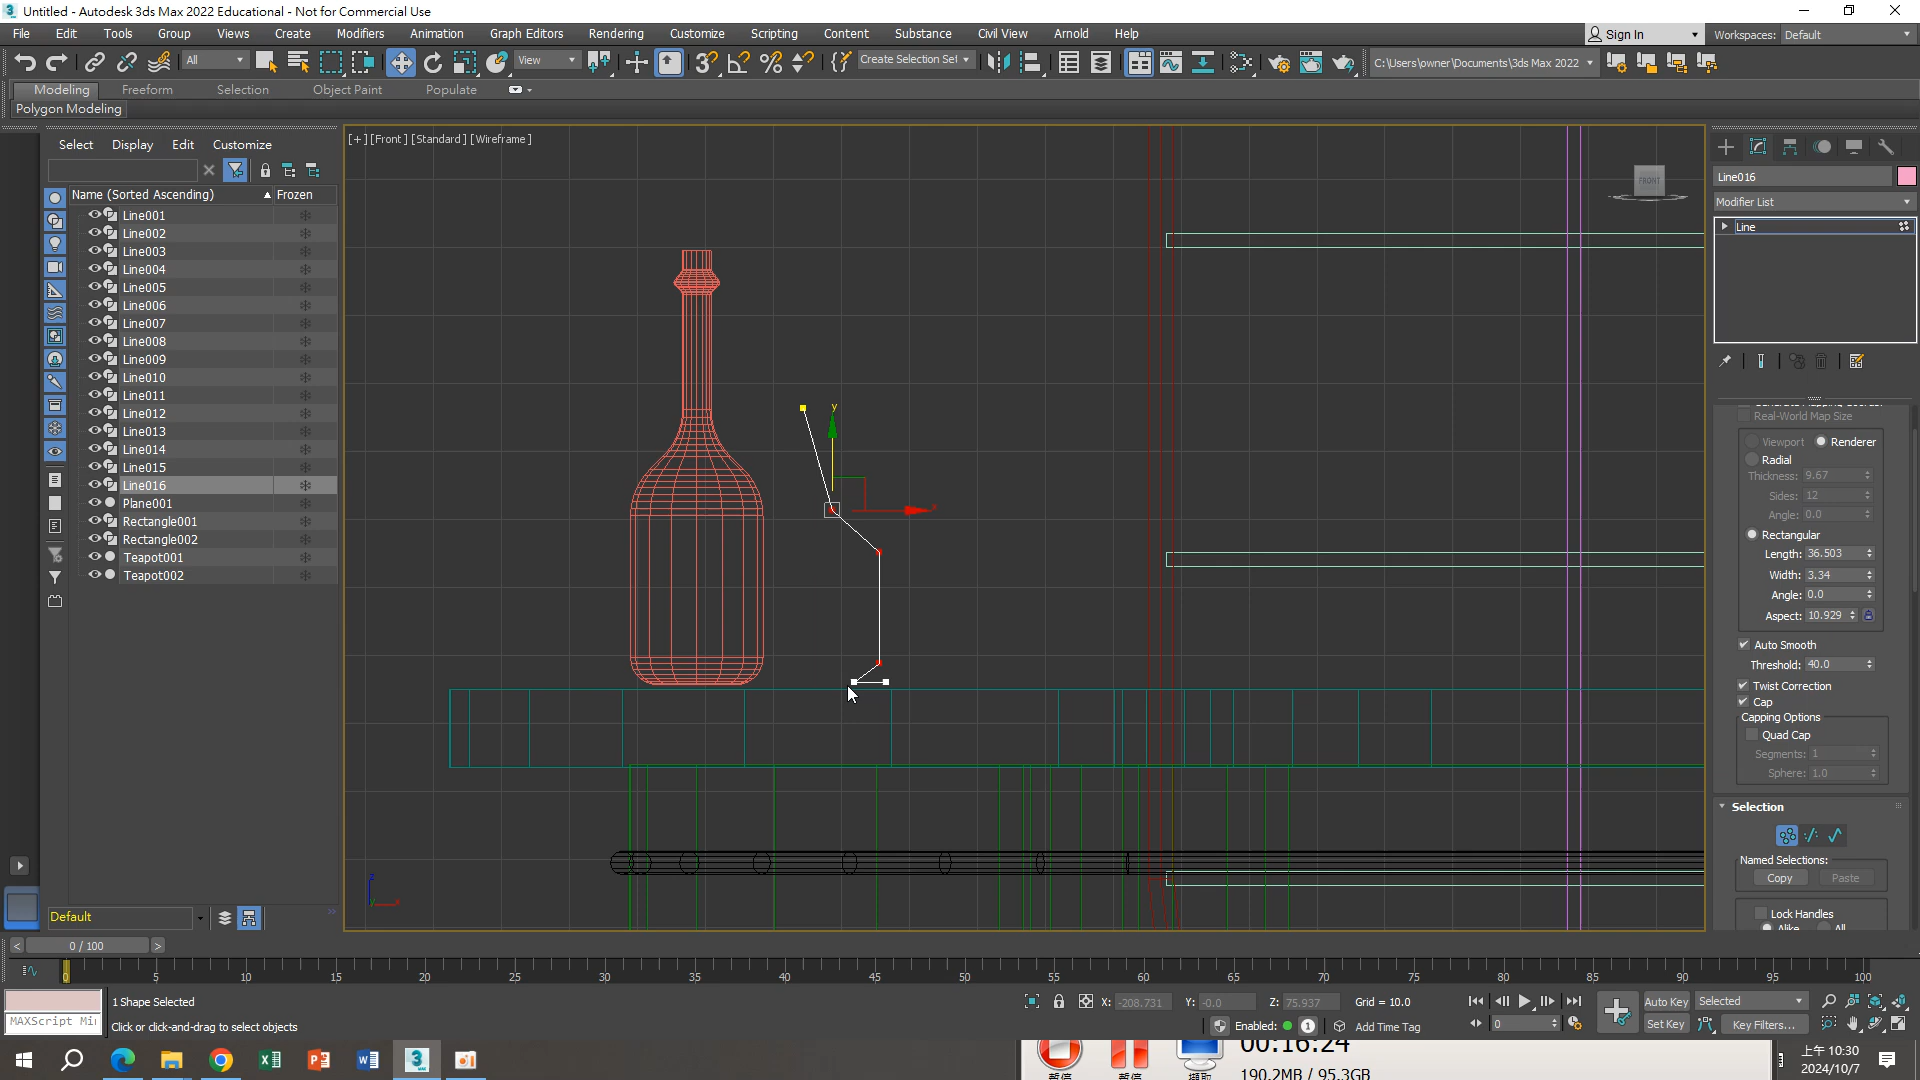 Untitled - Autodesk 3ds Max 2022 Educational - Not for Commercial Use
File Edit Tools Group Views Create Modifiers Animation Graph Editors Rendering Customize Scripting Content Substance Civil View Arnold Help
Sign In Workspaces: Default
All View Create Selection Set C:\Users\owner\Documents\3ds Max 2022
Modeling Freeform Selection Object Paint Populate
Polygon Modeling
Select Display Edit Customize
Name (Sorted Ascending) Frozen
Line001
Line002
Line003
Line004
Line005
Line006
Line007
Line008
Line009
Line010
Line011
Line012
Line013
Line014
Line015
Line016
Plane001
Rectangle001
Rectangle002
Teapot001
Teapot002
Default
[+] [Front] [Standard] [Wireframe]
FRONT
y
x
z
x
Line016
Modifier List
Line
Real-World Map Size
Viewport Renderer
Radial
Thickness: 9.67
Sides: 12
Angle: 0.0
Rectangular
Length: 36.503
Width: 3.34
Angle: 0.0
Aspect: 10.929
Auto Smooth
Threshold: 40.0
Twist Correction
Cap
Capping Options
Quad Cap
Segments: 1
Sphere: 1.0
Selection
Named Selections:
Copy Paste
Lock Handles
Alike All
0 / 100
0 5 10 15 20 25 30 35 40 45 50 55 60 65 70 75 80 85 90 95 100
1 Shape Selected
X: -208.731 Y: -0.0 Z: 75.937 Grid = 10.0
Auto Key Selected
MAXScript Mi
Click or click-and-drag to select objects
Enabled: 1 Add Time Tag
0
Set Key Key Filters...
00:16:24
190.2MB / 95.3GB
上午 10:30
2024/10/7